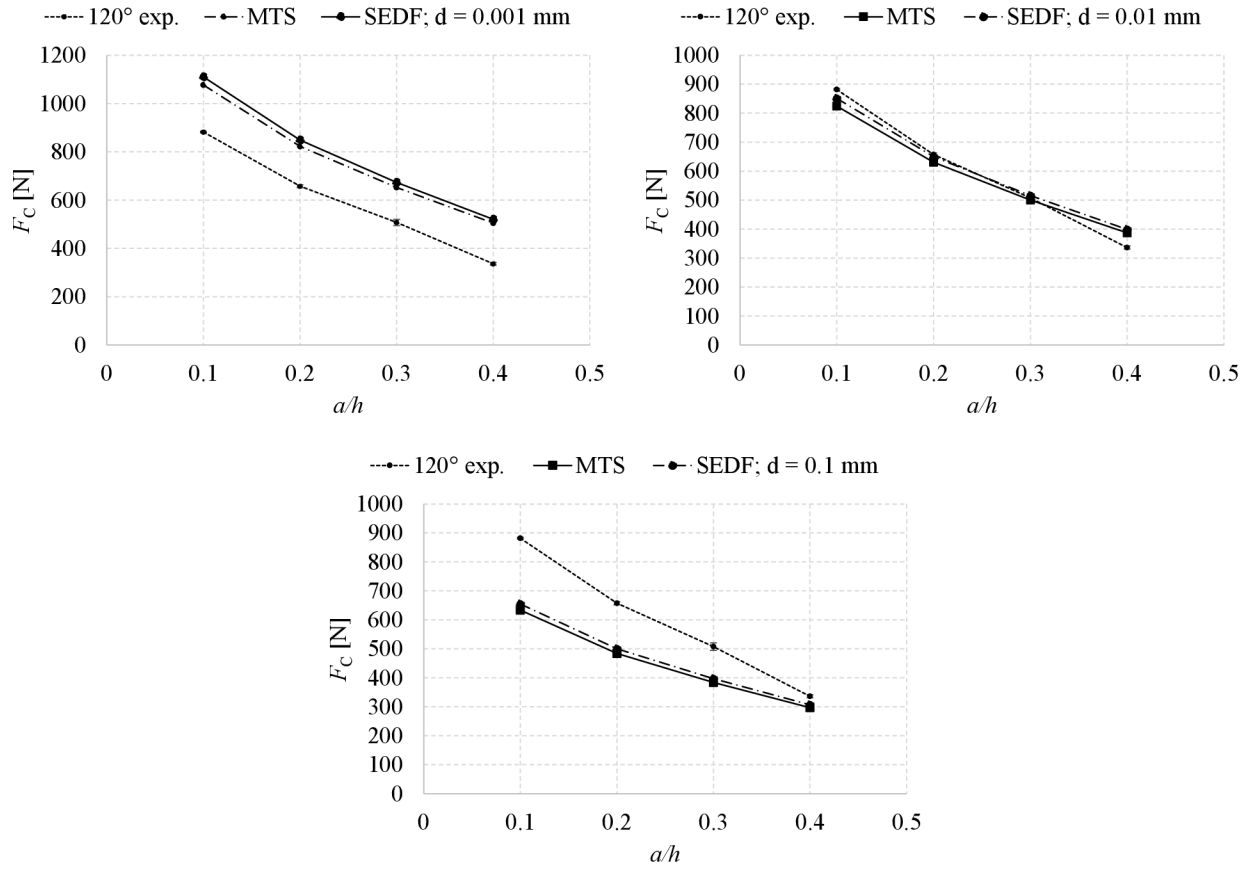 120° exp. MTS SEDF; d = 0.001 mm
1200
1000
800
600
400
200
0
F_C [N]
0 0.1 0.2 0.3 0.4 0.5
a/h
120° exp. MTS SEDF; d = 0.01 mm
1000
900
800
700
600
500
400
300
200
100
0
F_C [N]
0 0.1 0.2 0.3 0.4 0.5
a/h
120° exp. MTS SEDF; d = 0.1 mm
1000
900
800
700
600
500
400
300
200
100
0
F_C [N]
0 0.1 0.2 0.3 0.4 0.5
a/h